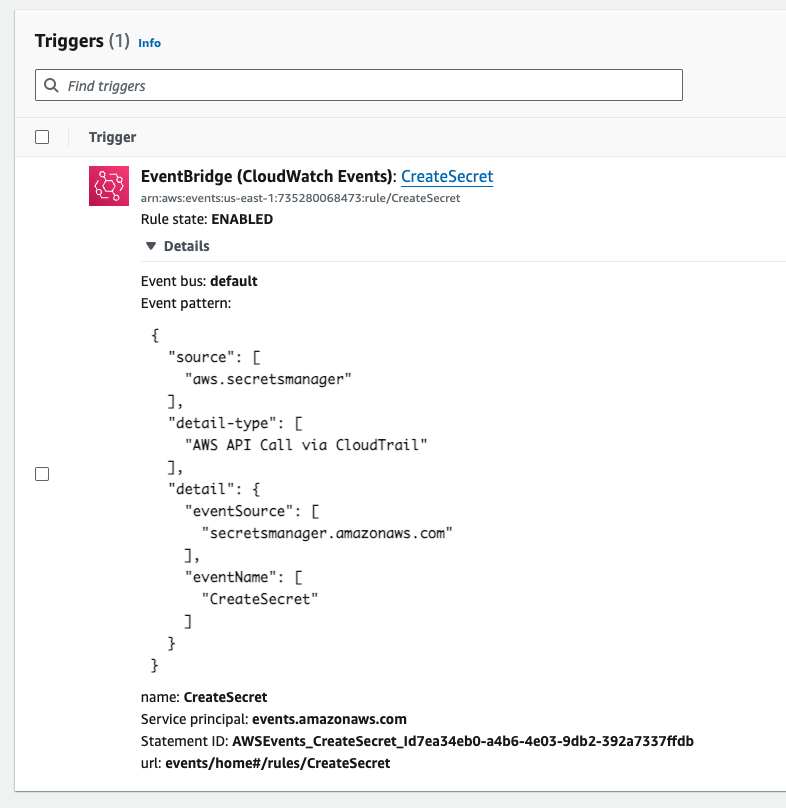 Triggers (1) Info
Find triggers
Trigger
EventBridge (CloudWatch Events): CreateSecret
arn:aws:events:us-east-1:735280068473:rule/CreateSecret
Rule state: ENABLED
Details
Event bus: default
Event pattern:
{
  "source": [
    "aws.secretsmanager"
  ],
  "detail-type": [
    "AWS API Call via CloudTrail"
  ],
  "detail": {
    "eventSource": [
      "secretsmanager.amazonaws.com"
    ],
    "eventName": [
      "CreateSecret"
    ]
  }
}
name: CreateSecret
Service principal: events.amazonaws.com
Statement ID: AWSEvents_CreateSecret_Id7ea34eb0-a4b6-4e03-9db2-392a7337ffdb
url: events/home#/rules/CreateSecret